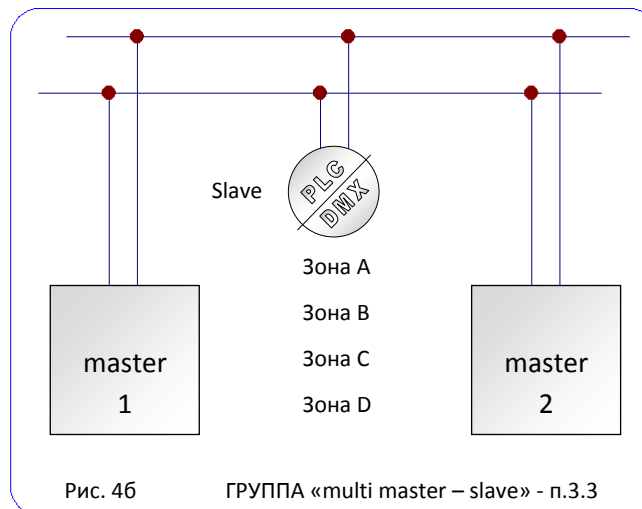 Slave
PLC
DMX
Зона A
Зона B
Зона C
Зона D
master
1
master
2
Рис. 4б ГРУППА «multi master – slave» - п.3.3